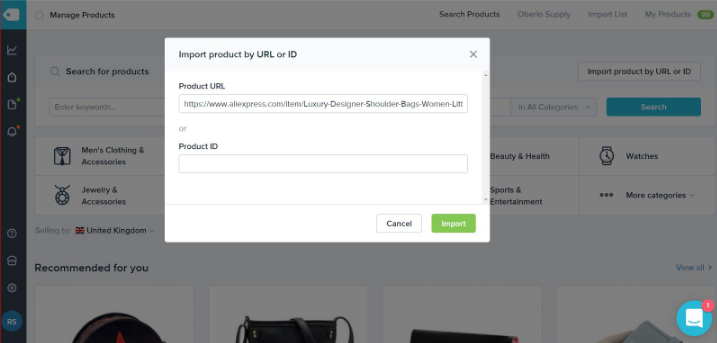 Manage Products
Search Products
Oberlo Supply
Import List
My Products
99
Import product by URL or ID
Search for products
Import product by URL or ID
Product URL
https://www.aliexpress.com/item/Luxury-Designer-Shoulder-Bags-Women-Litt
Enter keywords...
in All Categories
Search
or
Product ID
Men's Clothing &
Accessories
Beauty & Health
Watches
Jewelry &
Accessories
Sports &
Entertainment
More categories
Cancel
Import
Selling to:
United Kingdom
Recommended for you
View all
RS
1